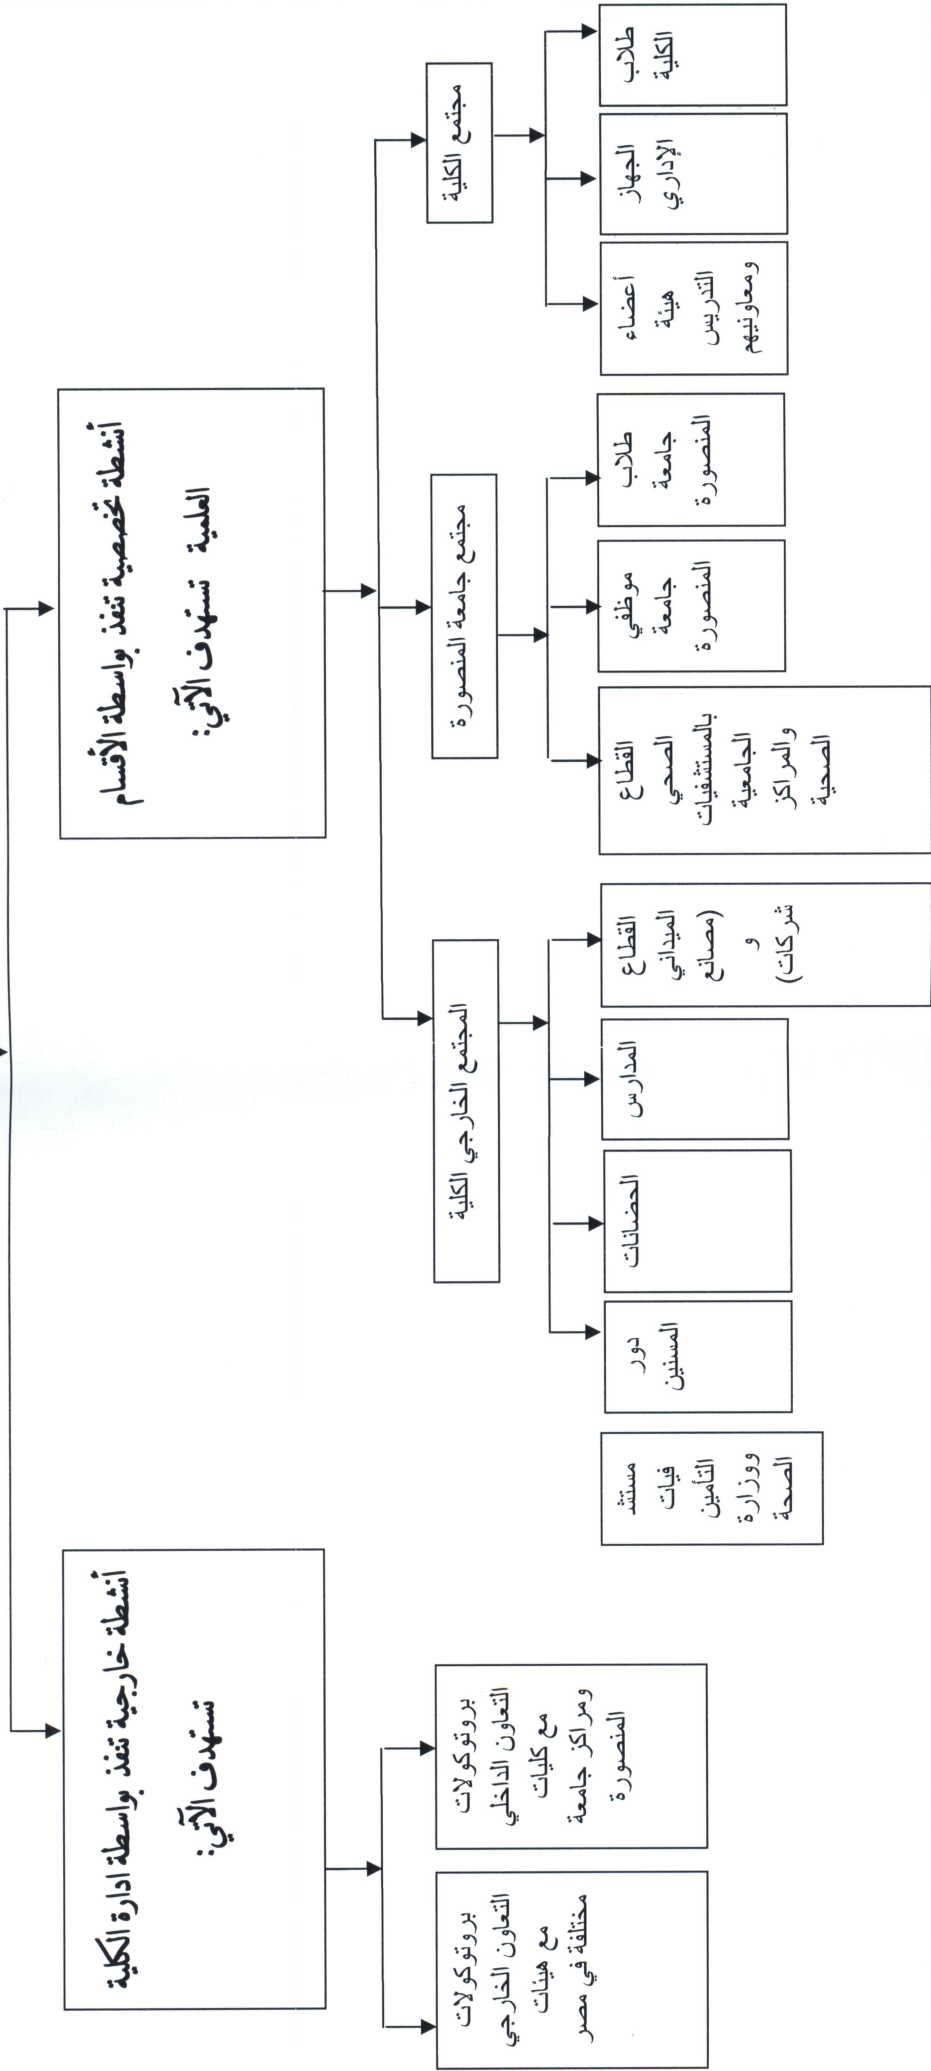 أنشطة تخصصية تنفذ بواسطة الأقسام
العلمية تستهدف الآتي:
أنشطة خارجية تنفذ بواسطة ادارة الكلية
تستهدف الآتي:
مجتمع الكلية
مجتمع جامعة المنصورة
المجتمع الخارجي الكلية
طلاب
الكلية
الجهاز
الإداري
أعضاء
هيئة
التدريس
ومعاونيهم
طلاب
جامعة
المنصورة
موظفي
جامعة
المنصورة
القطاع
الصحي
بالمستشفيات
الجامعية
والمراكز
الصحية
القطاع
الميداني
(مصانع
و
شركات)
المدارس
الحضانات
دور
المسنين
مستشد
فيات
التأمين
ووزارة
الصحة
بروتوكولات
التعاون الداخلي
مع كليات
ومراكز جامعة
المنصورة
بروتوكولات
التعاون الخارجي
مع هيئات
مختلفة في مصر